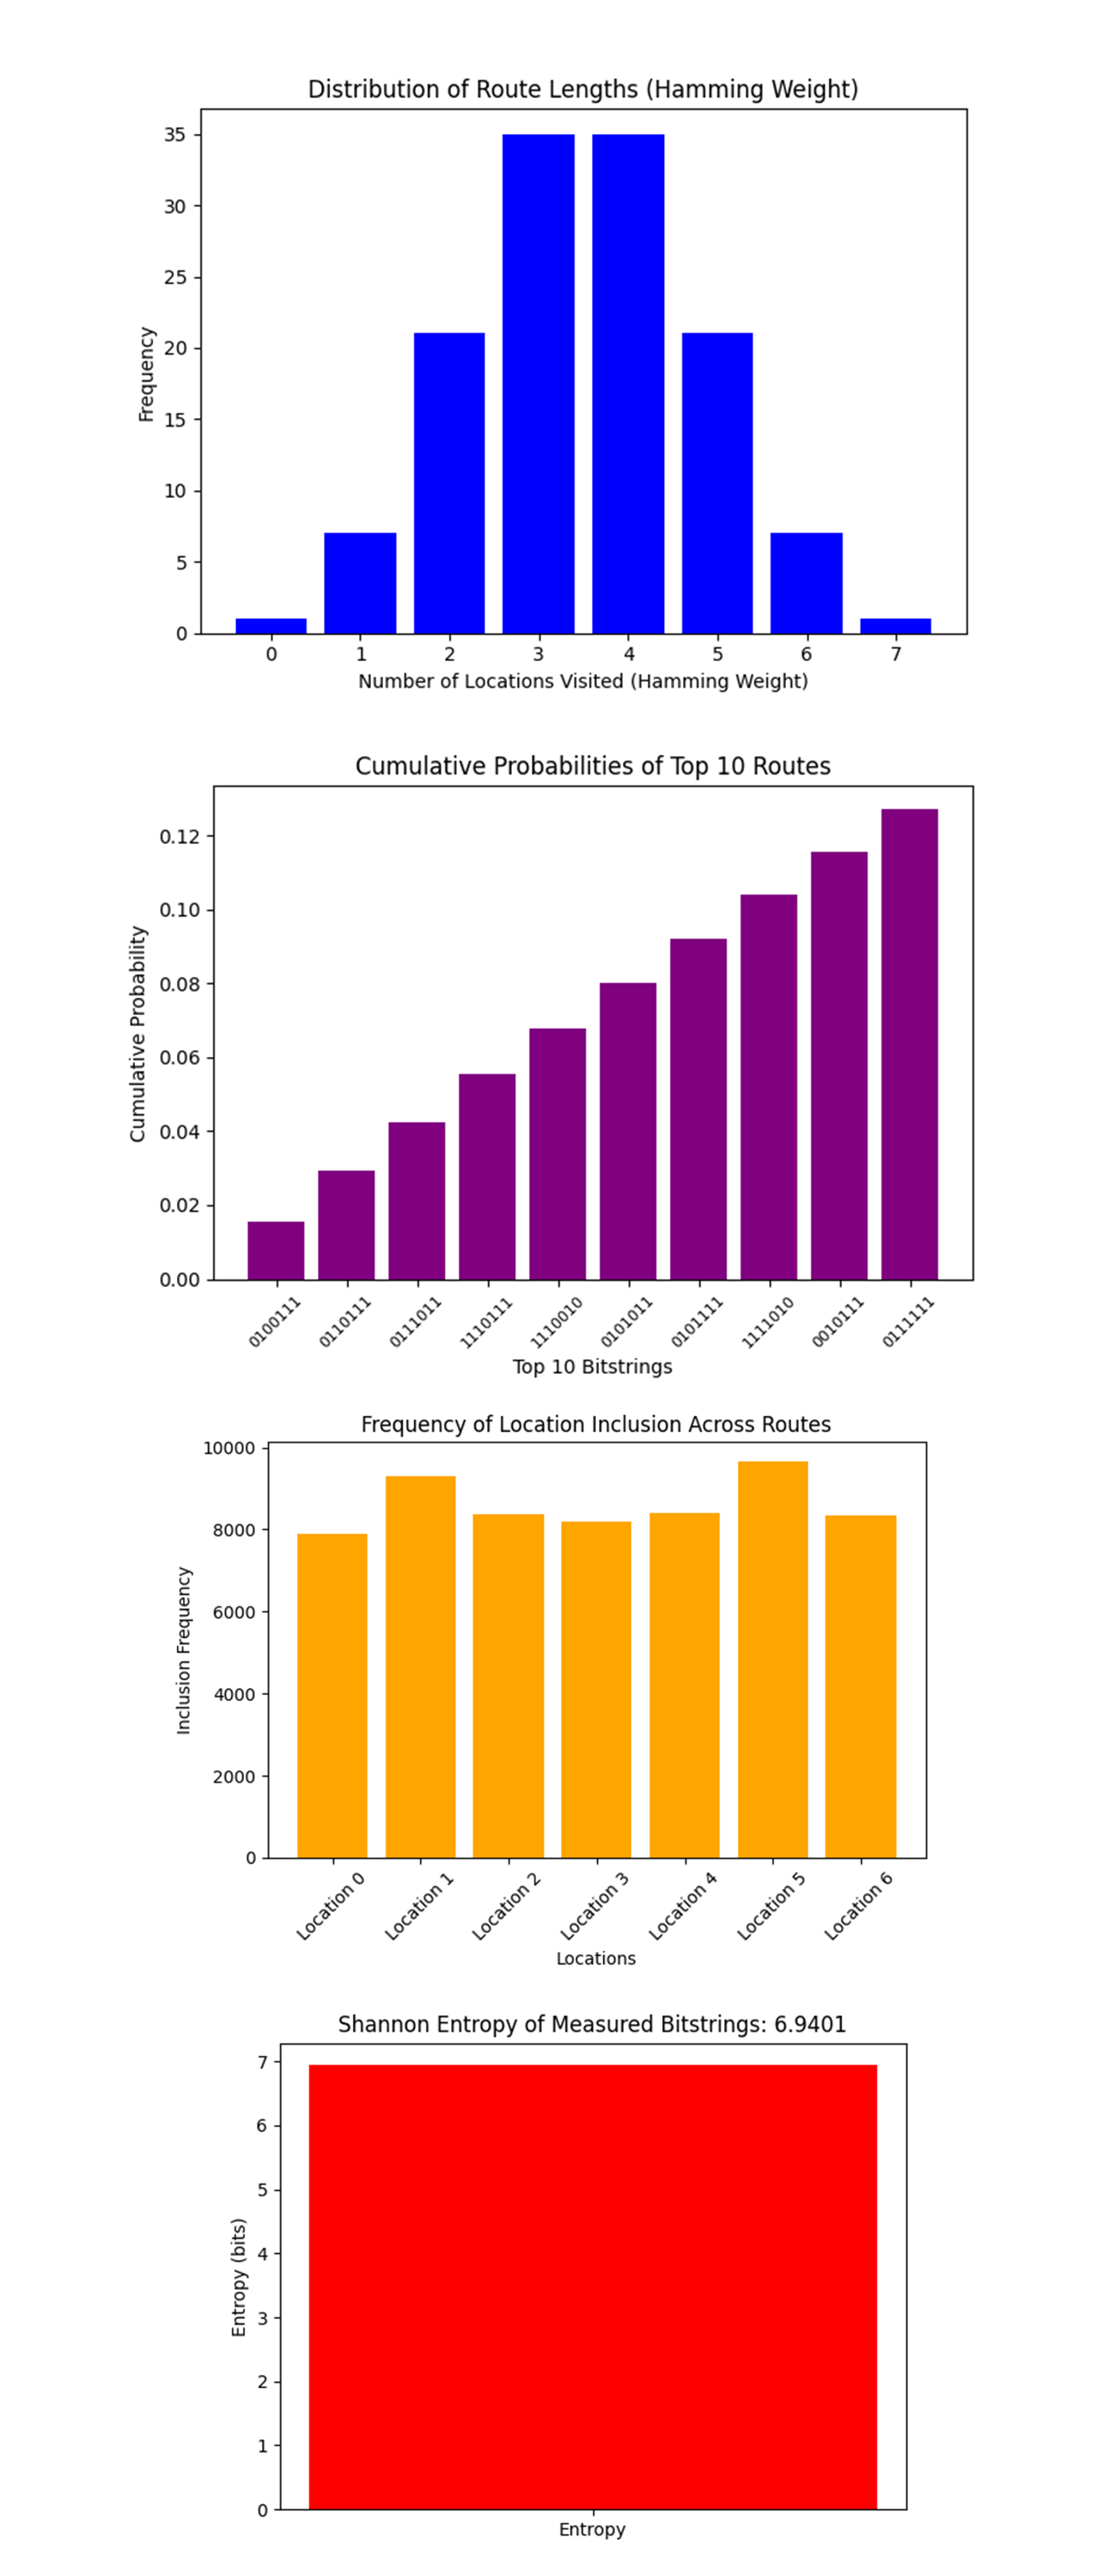 Distribution of Route Lengths (Hamming Weight)
35
30
25
20
15
10
5
0
Frequency
0 1 2 3 4 5 6 7
Number of Locations Visited (Hamming Weight)
Cumulative Probabilities of Top 10 Routes
0.12
0.10
0.08
0.06
0.04
0.02
0.00
Cumulative Probability
0100111 0110111 0111011 1110111 1110010 0101011 0101111 1111010 0010111 0111111
Top 10 Bitstrings
Frequency of Location Inclusion Across Routes
10000
8000
6000
4000
2000
0
Inclusion Frequency
Location 0 Location 1 Location 2 Location 3 Location 4 Location 5 Location 6
Locations
Shannon Entropy of Measured Bitstrings: 6.9401
7
6
5
4
3
2
1
0
Entropy (bits)
Entropy